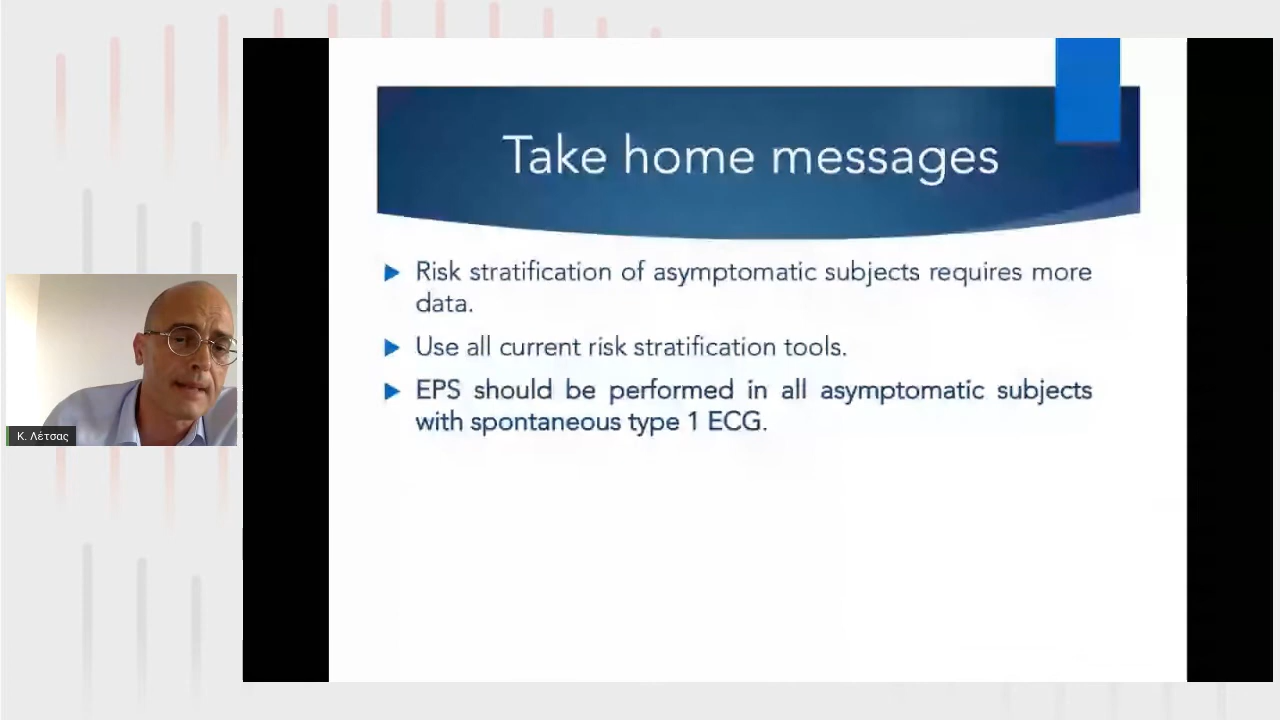 Take home messages
Risk stratification of asymptomatic subjects requires more
data.
Use all current risk stratification tools.
EPS should be performed in all asymptomatic subjects
with spontaneous type 1 ECG.
Κ. Λέτσας